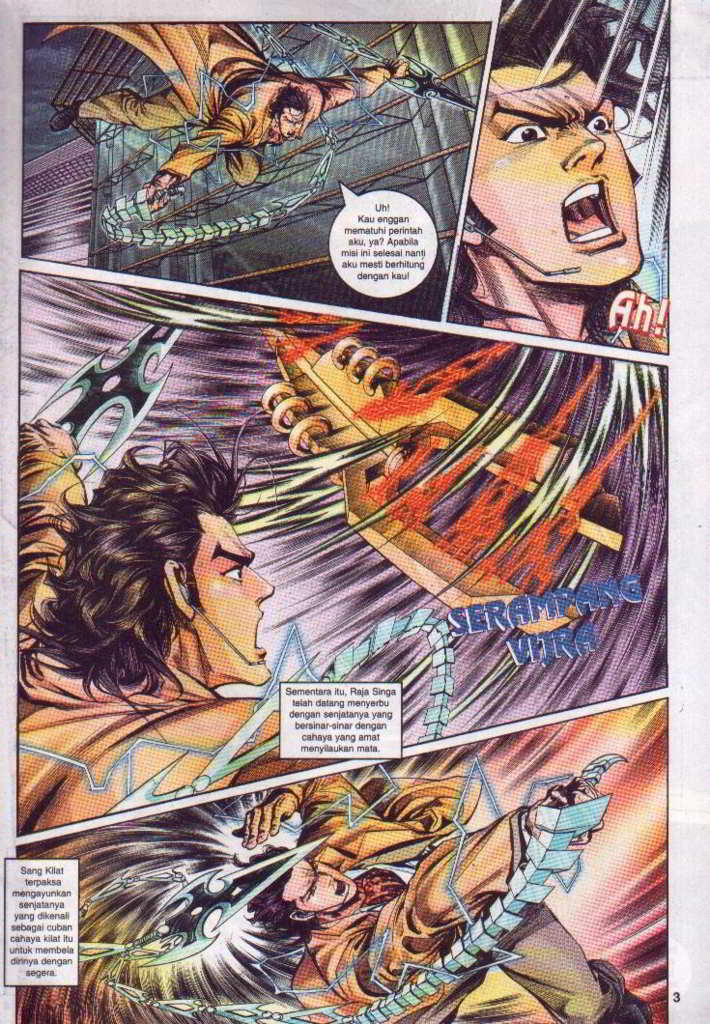 Uh!
Kau enggan
mematuhi perintah
aku, ya? Apabila
misi ini selesai nanti
aku mesti berhitung
dengan kau!
Ah!
SERAMPANG
VITRA
Sementara itu, Raja Singa
telah datang menyerbu
dengan senjatanya yang
bersinar-sinar dengan
cahaya yang amat
menyilaukan mata.
Sang Kilat
terpaksa
mengayunkan
senjatanya
yang dikenali
sebagai cuban
cahaya kilat itu
untuk membela
dirinya dengan
segera.
3